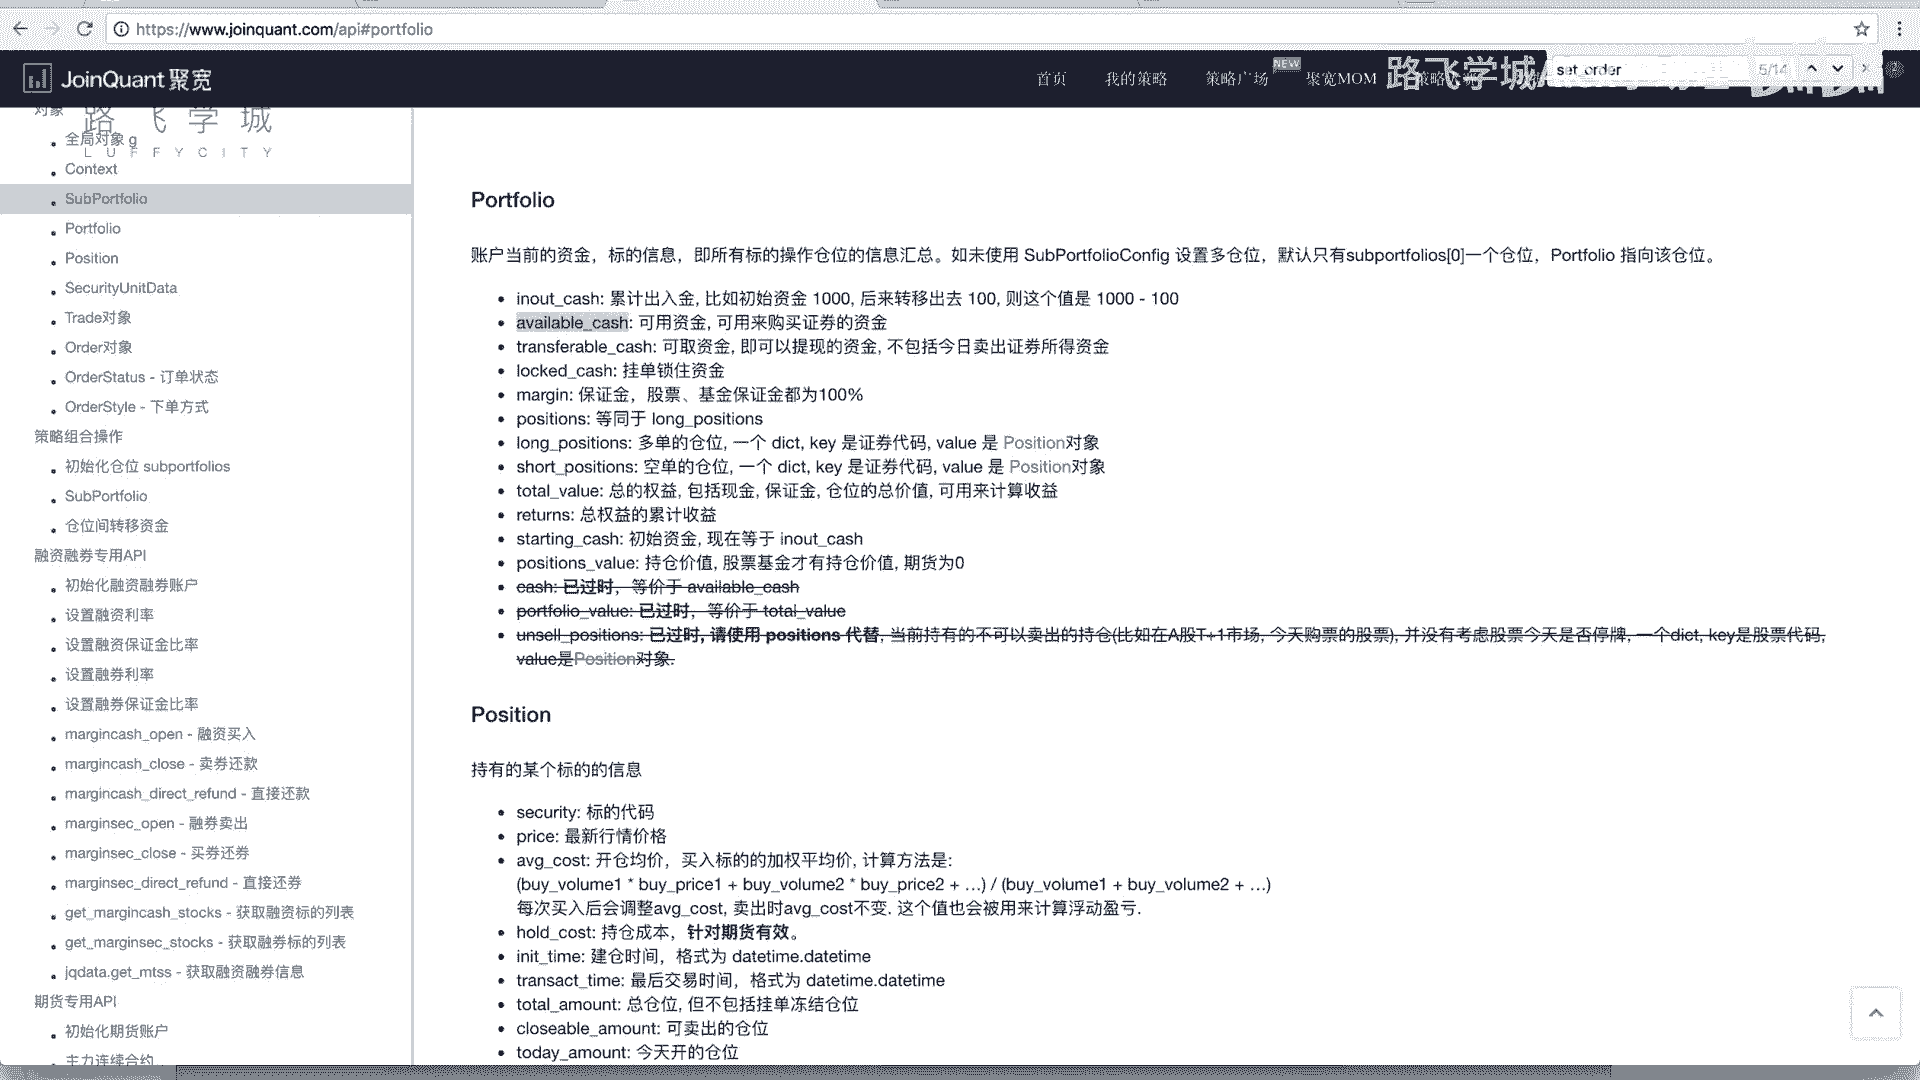 https://www.joinquant.com/api#portfolio
JoinQuant 聚宽
首页
我的策略
策略广场
NEW
聚宽MOM
路飞学城
set_order
5/14
对象
路飞学城
LUFFYCITY
全局对象 g
Context
SubPortfolio
Portfolio
Position
SecurityUnitData
Trade对象
Order对象
OrderStatus - 订单状态
OrderStyle - 下单方式
策略组合操作
初始化仓位 subportfolios
SubPortfolio
仓位间转移资金
融资融券专用API
初始化融资融券账户
设置融资利率
设置融资保证金比率
设置融券利率
设置融券保证金比率
margincash_open - 融资买入
margincash_close - 卖券还款
margincash_direct_refund - 直接还款
marginsec_open - 融券卖出
marginsec_close - 买券还券
marginsec_direct_refund - 直接还券
get_margincash_stocks - 获取融资标的列表
get_marginsec_stocks - 获取融券标的列表
jqdata.get_mtss - 获取融资融券信息
期货专用API
初始化期货账户
主力连续合约
Portfolio
账户当前的资金，标的信息，即所有标的操作仓位的信息汇总。如未使用 SubPortfolioConfig 设置多仓位，默认只有subportfolios[0]一个仓位，Portfolio 指向该仓位。
inout_cash: 累计出入金, 比如初始资金 1000, 后来转移出去 100, 则这个值是 1000 - 100
available_cash: 可用资金, 可用来购买证券的资金
transferable_cash: 可取资金, 即可以提现的资金, 不包括今日卖出证券所得资金
locked_cash: 挂单锁住资金
margin: 保证金，股票、基金保证金都为100%
positions: 等同于 long_positions
long_positions: 多单的仓位, 一个 dict, key 是证券代码, value 是 Position对象
short_positions: 空单的仓位, 一个 dict, key 是证券代码, value 是 Position对象
total_value: 总的权益, 包括现金, 保证金, 仓位的总价值, 可用来计算收益
returns: 总权益的累计收益
starting_cash: 初始资金, 现在等于 inout_cash
positions_value: 持仓价值, 股票基金才有持仓价值, 期货为0
cash: 已过时，等价于 available_cash
portfolio_value: 已过时，等价于 total_value
unsell_positions: 已过时, 请使用 positions 代替, 当前持有的不可以卖出的持仓(比如在A股T+1市场, 今天购票的股票), 并没有考虑股票今天是否停牌, 一个dict, key是股票代码,
value是Position对象.
Position
持有的某个标的的信息
security: 标的代码
price: 最新行情价格
avg_cost: 开仓均价，买入标的的加权平均价, 计算方法是:
(buy_volume1 * buy_price1 + buy_volume2 * buy_price2 + …) / (buy_volume1 + buy_volume2 + …)
每次买入后会调整avg_cost, 卖出时avg_cost不变. 这个值也会被用来计算浮动盈亏.
hold_cost: 持仓成本，针对期货有效。
init_time: 建仓时间，格式为 datetime.datetime
transact_time: 最后交易时间，格式为 datetime.datetime
total_amount: 总仓位, 但不包括挂单冻结仓位
closeable_amount: 可卖出的仓位
today_amount: 今天开的仓位